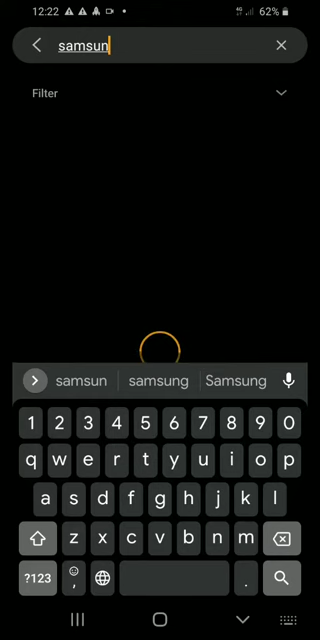 12:22
4G
62%
samsun
Filter
samsun samsung Samsung
1 2 3 4 5 6 7 8 9 0
q w e r t y u i o p
a s d f g h j k l
z x c v b n m
?123 , .